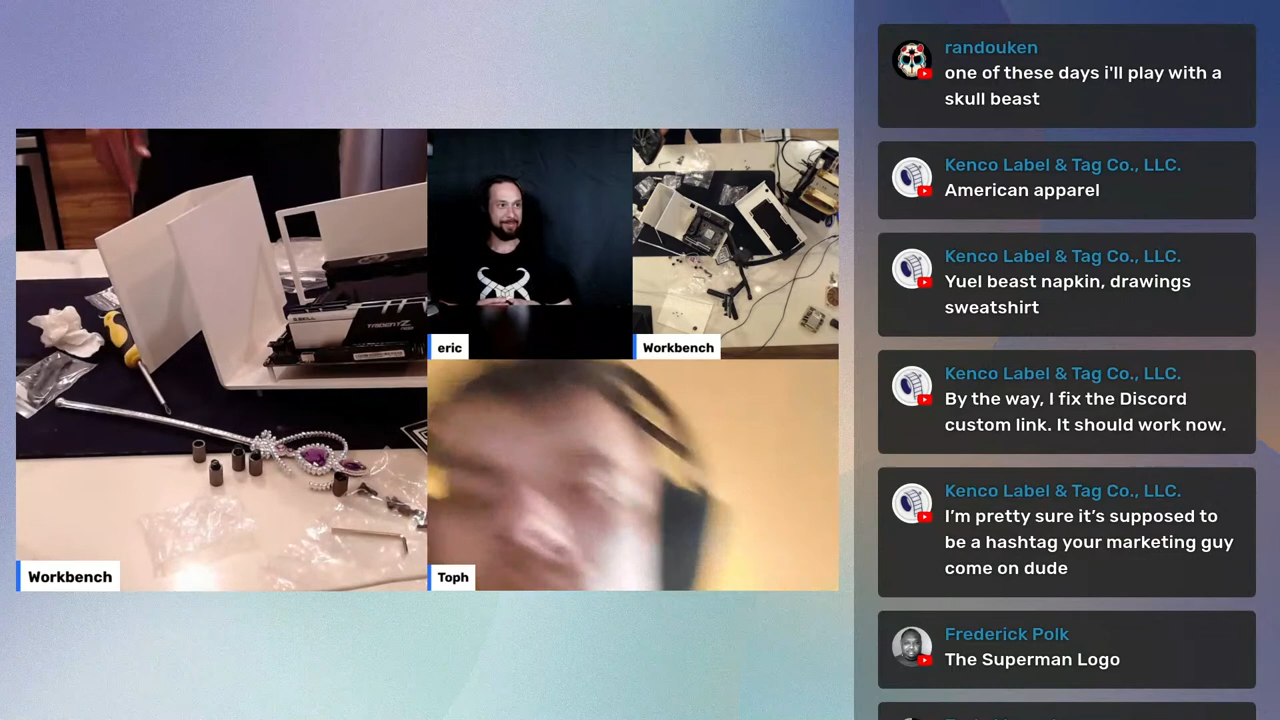 G.SKILL
TRIDENT Z
eric
Workbench
Workbench
Toph
randouken
one of these days i'll play with a
skull beast
Kenco Label & Tag Co., LLC.
American apparel
Kenco Label & Tag Co., LLC.
Yuel beast napkin, drawings
sweatshirt
Kenco Label & Tag Co., LLC.
By the way, I fix the Discord
custom link. It should work now.
Kenco Label & Tag Co., LLC.
I'm pretty sure it's supposed to
be a hashtag your marketing guy
come on dude
Frederick Polk
The Superman Logo